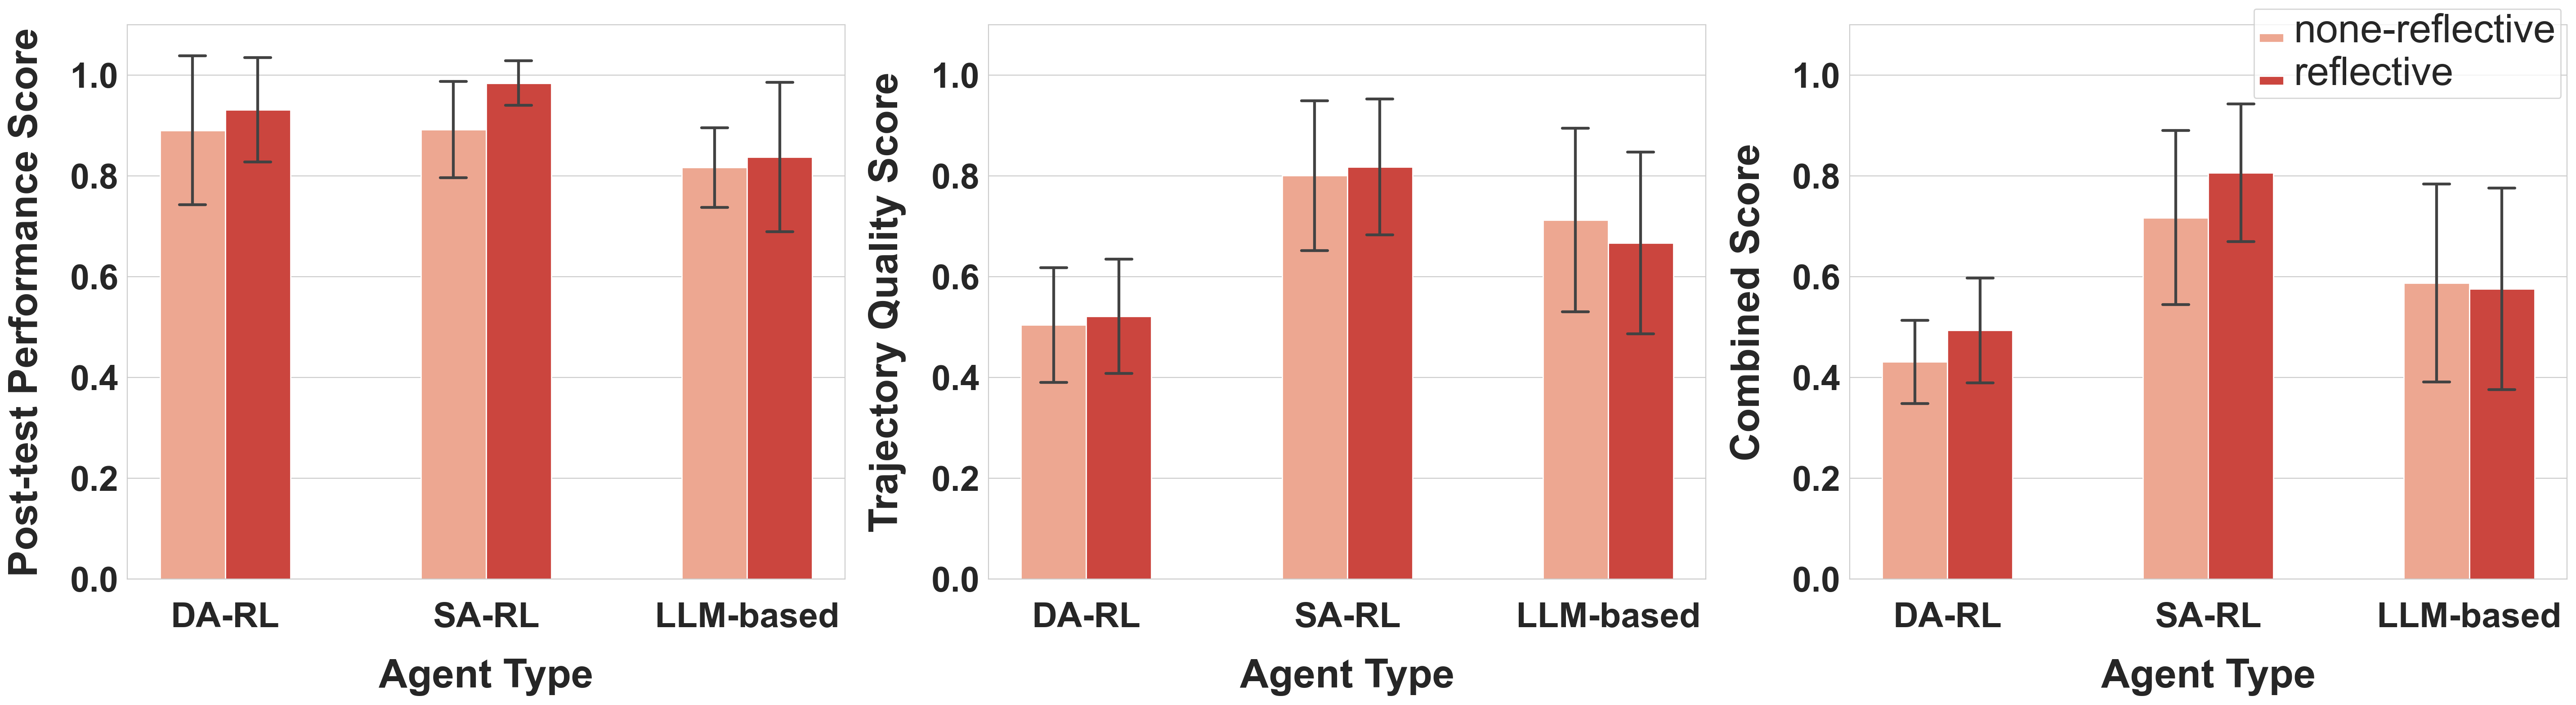 Post-test Performance Score
1.0
0.8
0.6
0.4
0.2
0.0
DA-RL SA-RL LLM-based
Agent Type
Trajectory Quality Score
1.0
0.8
0.6
0.4
0.2
0.0
DA-RL SA-RL LLM-based
Agent Type
Combined Score
1.0
0.8
0.6
0.4
0.2
0.0
DA-RL SA-RL LLM-based
Agent Type
none-reflective
reflective